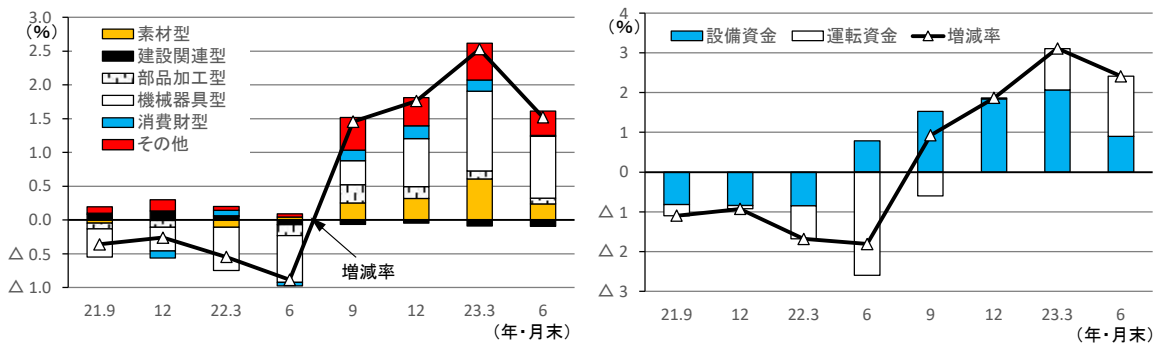 3.0
（%）
2.5
2.0
1.5
1.0
0.5
0.0
△ 0.5
△ 1.0
素材型
建設関連型
部品加工型
機械器具型
消費財型
その他
増減率
21.9 12 22.3 6 9 12 23.3 6
（年・月末）
4
（%）
3
2
1
0
△ 1
△ 2
△ 3
設備資金 運転資金 増減率
21.9 12 22.3 6 9 12 23.3 6
（年・月末）